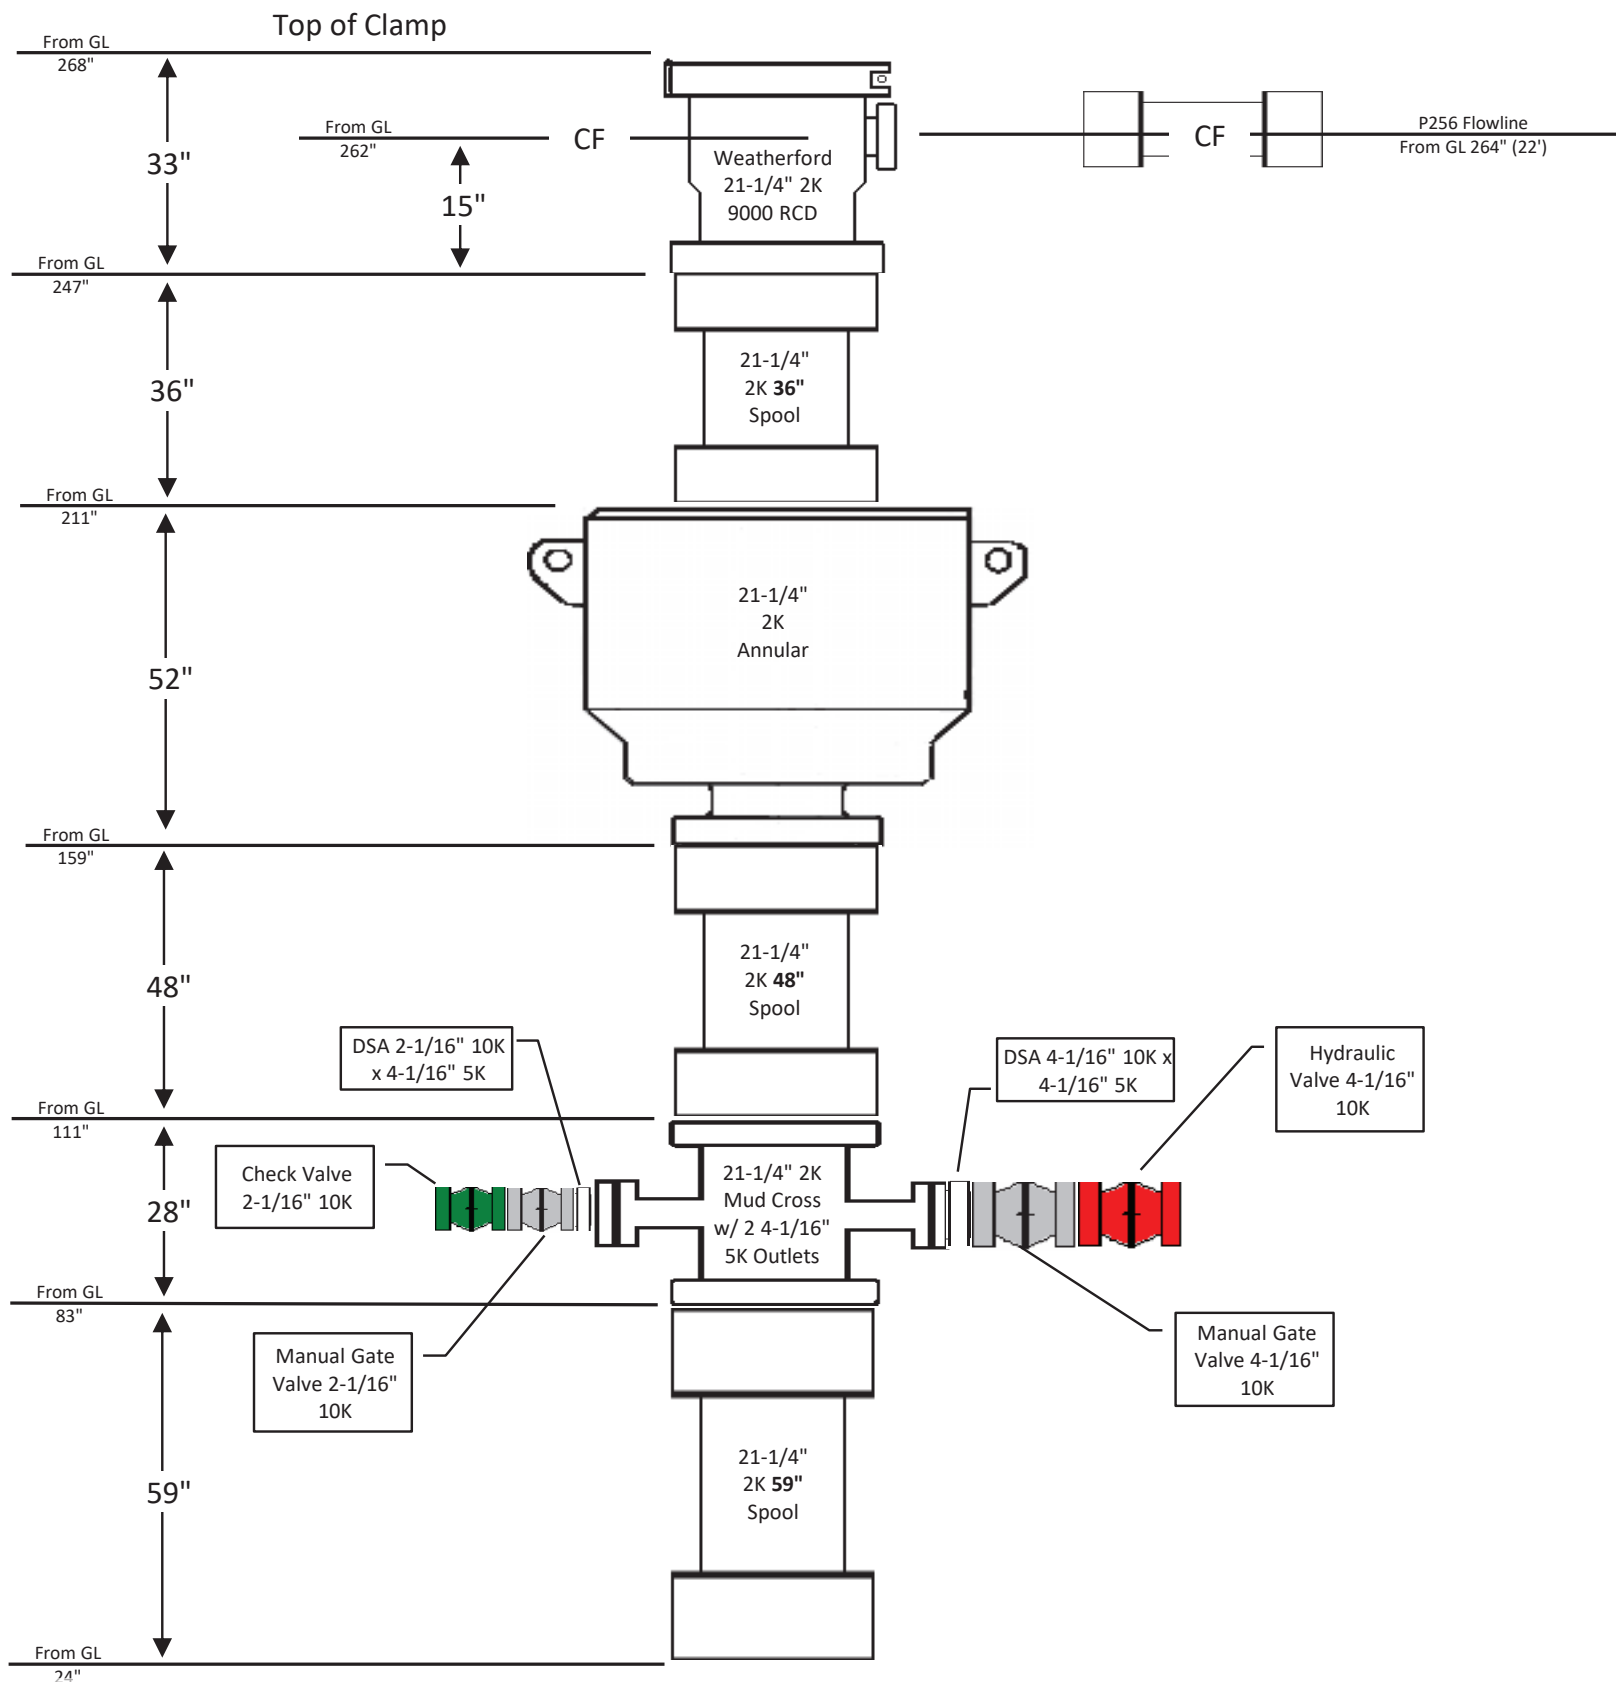 Top of Clamp
From GL
268"
33"
From GL
262"
CF
15"
Weatherford
21-1/4" 2K
9000 RCD
CF
P256 Flowline
From GL 264" (22')
From GL
247"
36"
21-1/4"
2K 36"
Spool
From GL
211"
52"
21-1/4"
2K
Annular
From GL
159"
48"
21-1/4"
2K 48"
Spool
DSA 2-1/16" 10K
x 4-1/16" 5K
DSA 4-1/16" 10K x
4-1/16" 5K
Hydraulic
Valve 4-1/16"
10K
From GL
111"
28"
Check Valve
2-1/16" 10K
21-1/4" 2K
Mud Cross
w/ 2 4-1/16"
5K Outlets
From GL
83"
Manual Gate
Valve 2-1/16"
10K
Manual Gate
Valve 4-1/16"
10K
59"
21-1/4"
2K 59"
Spool
From GL
24"